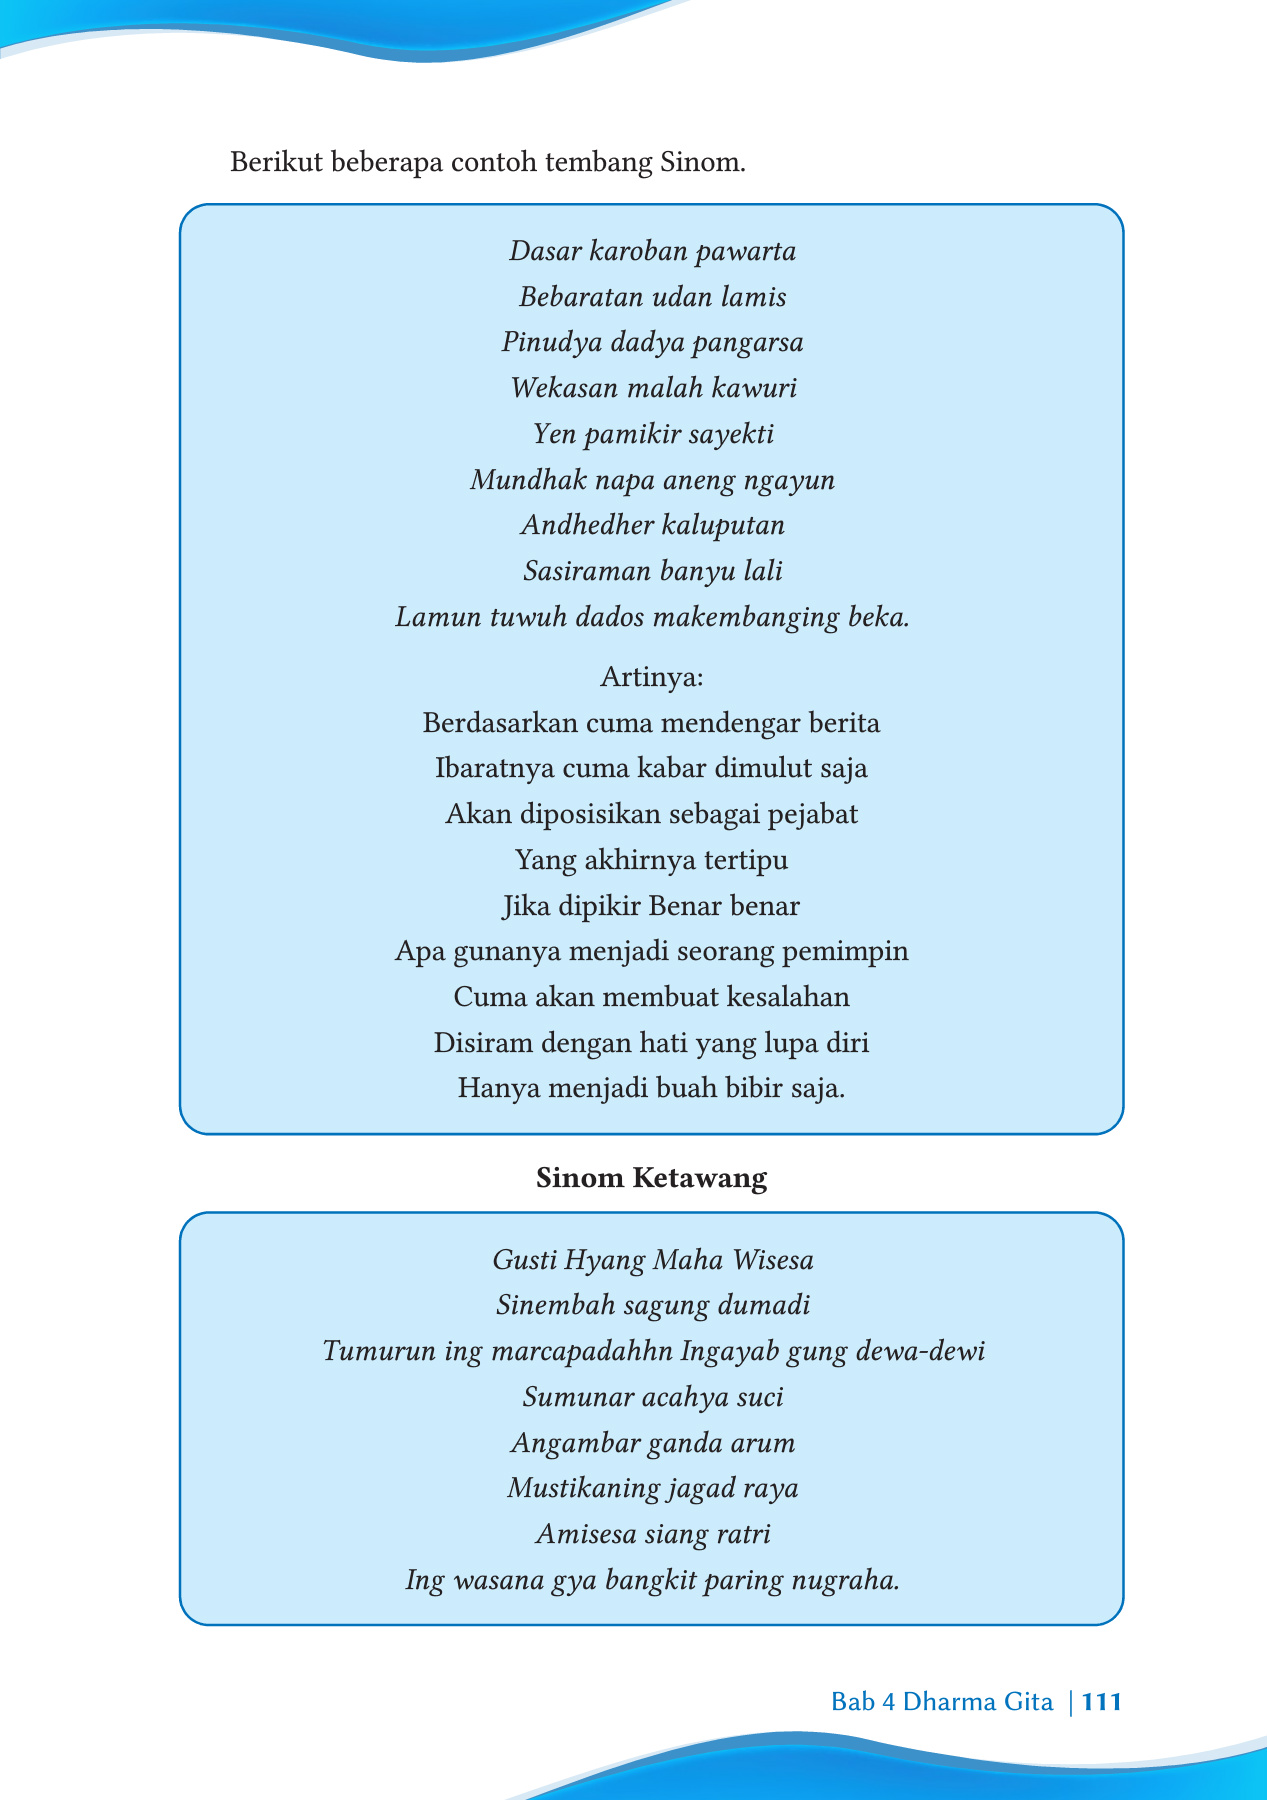 Berikut beberapa contoh tembang Sinom.
Dasar karoban pawarta
Bebaratan udan lamis
Pinudya dadya pangarsa
Wekasan malah kawuri
Yen pamikir sayekti
Mundhak napa aneng ngayun
Andhedher kaluputan
Sasiraman banyu lali
Lamun tuwuh dados makembanging beka.
Artinya:
Berdasarkan cuma mendengar berita
Ibaratnya cuma kabar dimulut saja
Akan diposisikan sebagai pejabat
Yang akhirnya tertipu
Jika dipikir Benar benar
Apa gunanya menjadi seorang pemimpin
Cuma akan membuat kesalahan
Disiram dengan hati yang lupa diri
Hanya menjadi buah bibir saja.
Sinom Ketawang
Gusti Hyang Maha Wisesa
Sinembah sagung dumadi
Tumurun ing marcapadahhn Ingayab gung dewa-dewi
Sumunar acahya suci
Angambar ganda arum
Mustikaning jagad raya
Amisesa siang ratri
Ing wasana gya bangkit paring nugraha.
Bab 4 Dharma Gita | 111